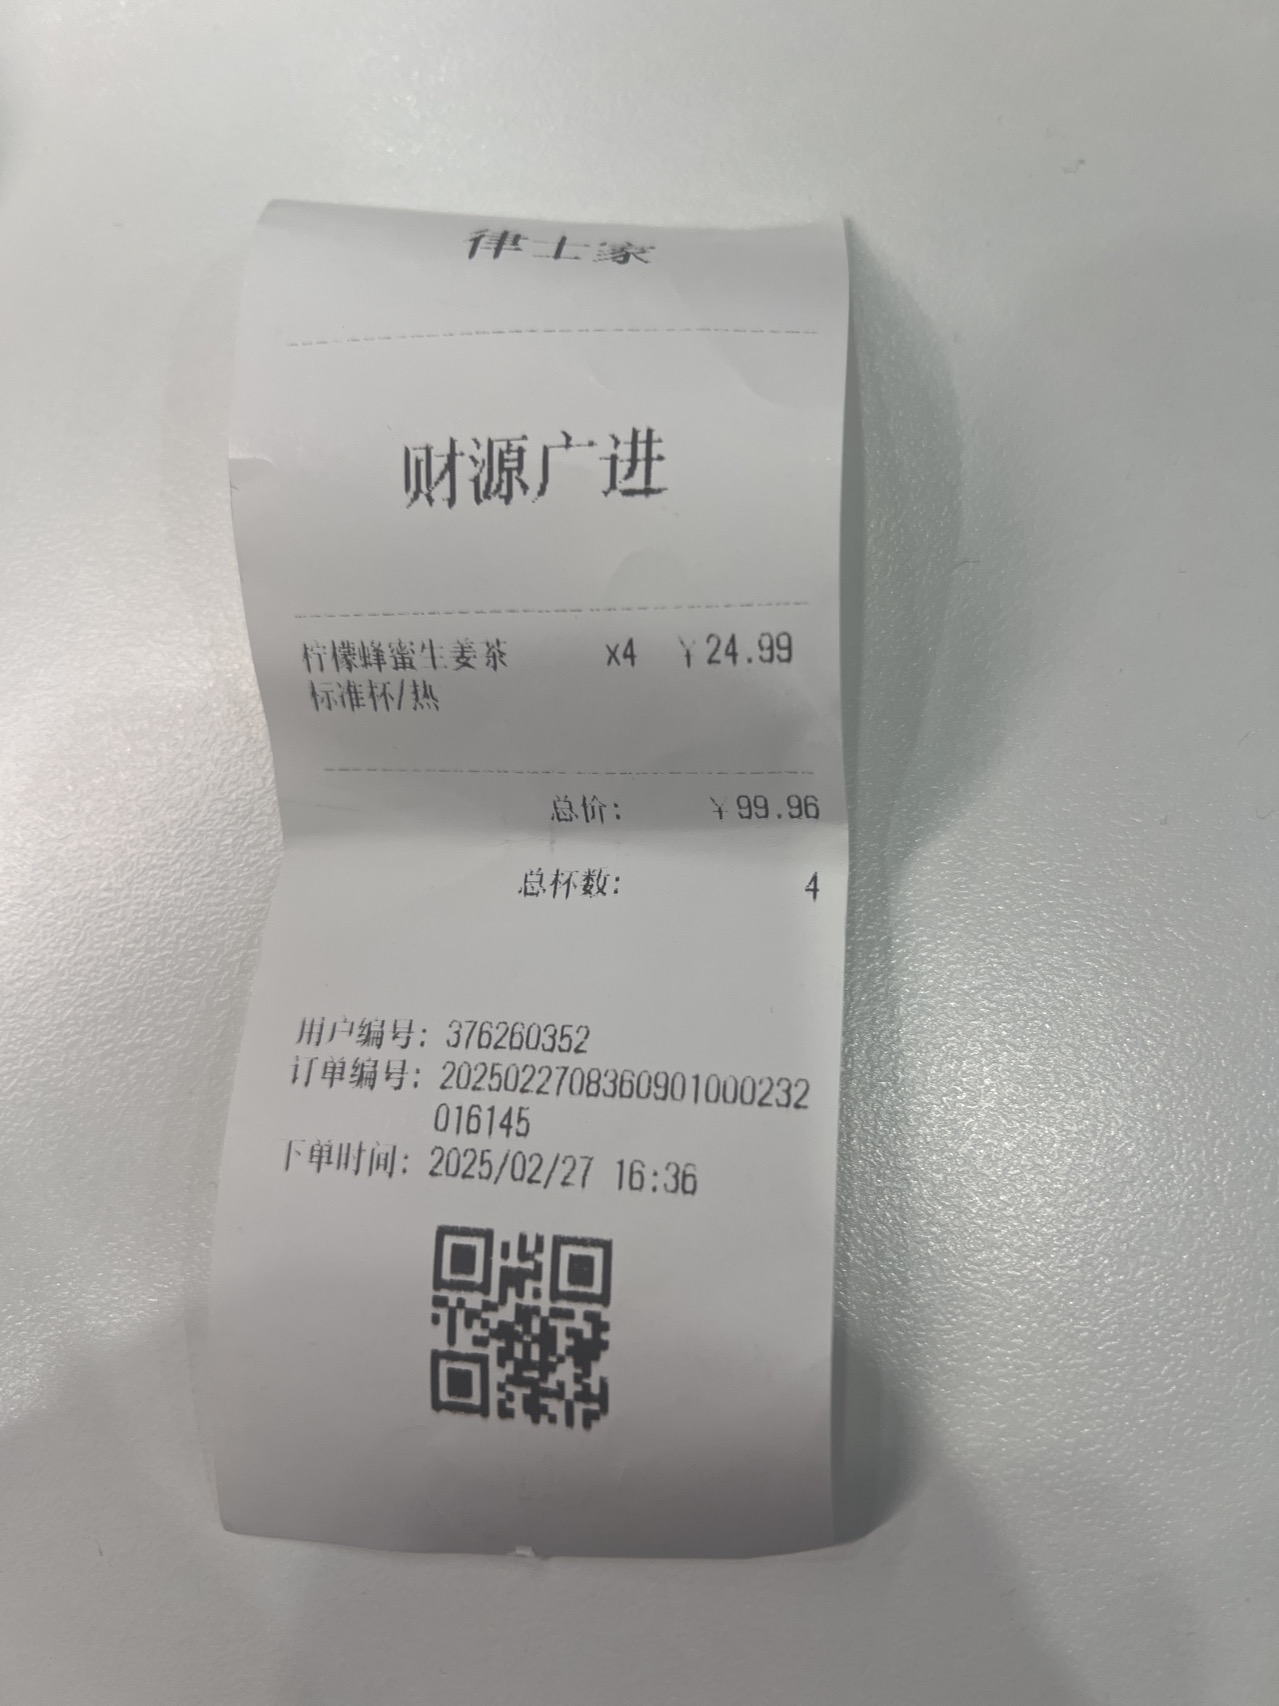 律士家
财源广进
柠檬蜂蜜生姜茶 x4 ￥24.99
标准杯/热
总价: ￥99.96
总杯数: 4
用户编号: 376260352
订单编号: 2025022708360901000232
016145
下单时间: 2025/02/27 16:36